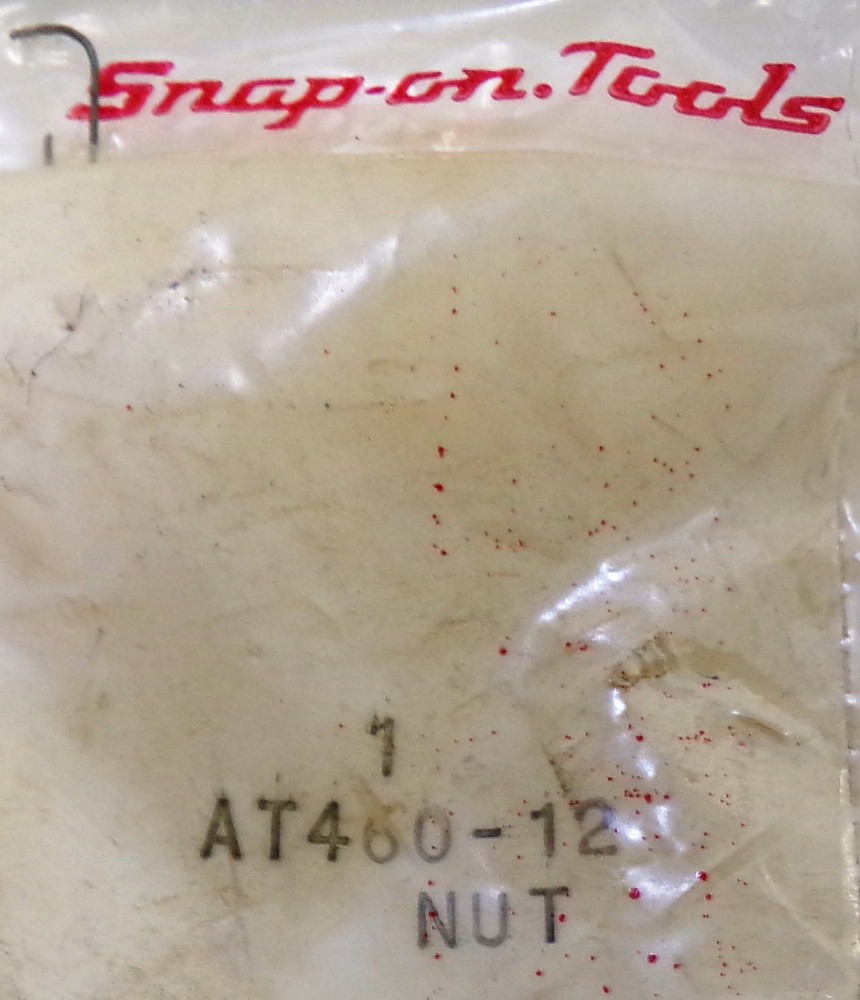 Snap-on. Tools
1
AT460-12
NUT